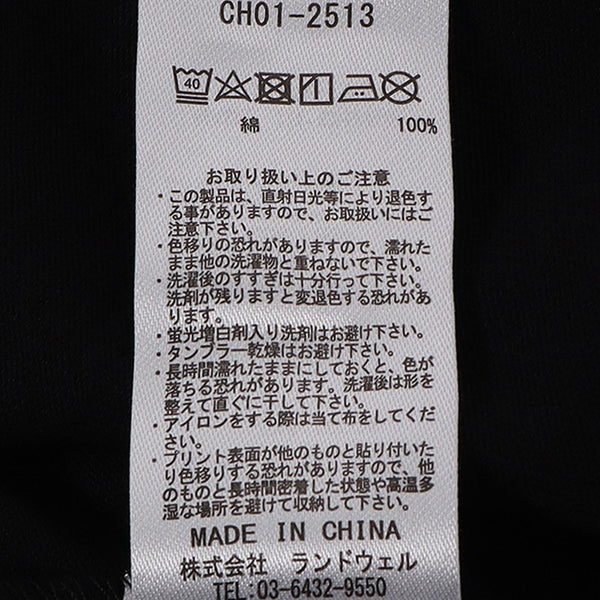 CH01-2513
40
綿 100%
お取り扱い上のご注意
・この製品は、直射日光等により退色す
る事がありますので、お取扱いにはご
注意下さい。
・色移りの恐れがありますので、濡れた
まま他の洗濯物と重ねないで下さい。
・洗濯後のすすぎは十分行って下さい。
洗剤が残りますと変退色する恐れがあ
ります。
・蛍光増白剤入り洗剤はお避け下さい。
・タンブラー乾燥はお避け下さい。
・長時間濡れたままにしておくと、色が
落ちる恐れがあります。洗濯後は形を
整えて直ぐに干して下さい。
・アイロンをする際は当て布をしてくだ
さい。
・プリント表面が他のものと貼り付いた
り色移りする恐れがありますので、他
のものと長時間密着した状態や高温多
湿な場所を避けて収納して下さい。
MADE IN CHINA
株式会社 ランドウェル
TEL:03-6432-9550